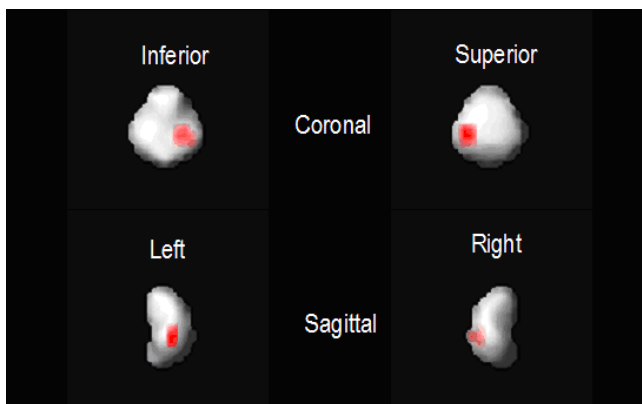 Inferior
Superior
Coronal
Left
Right
Sagittal